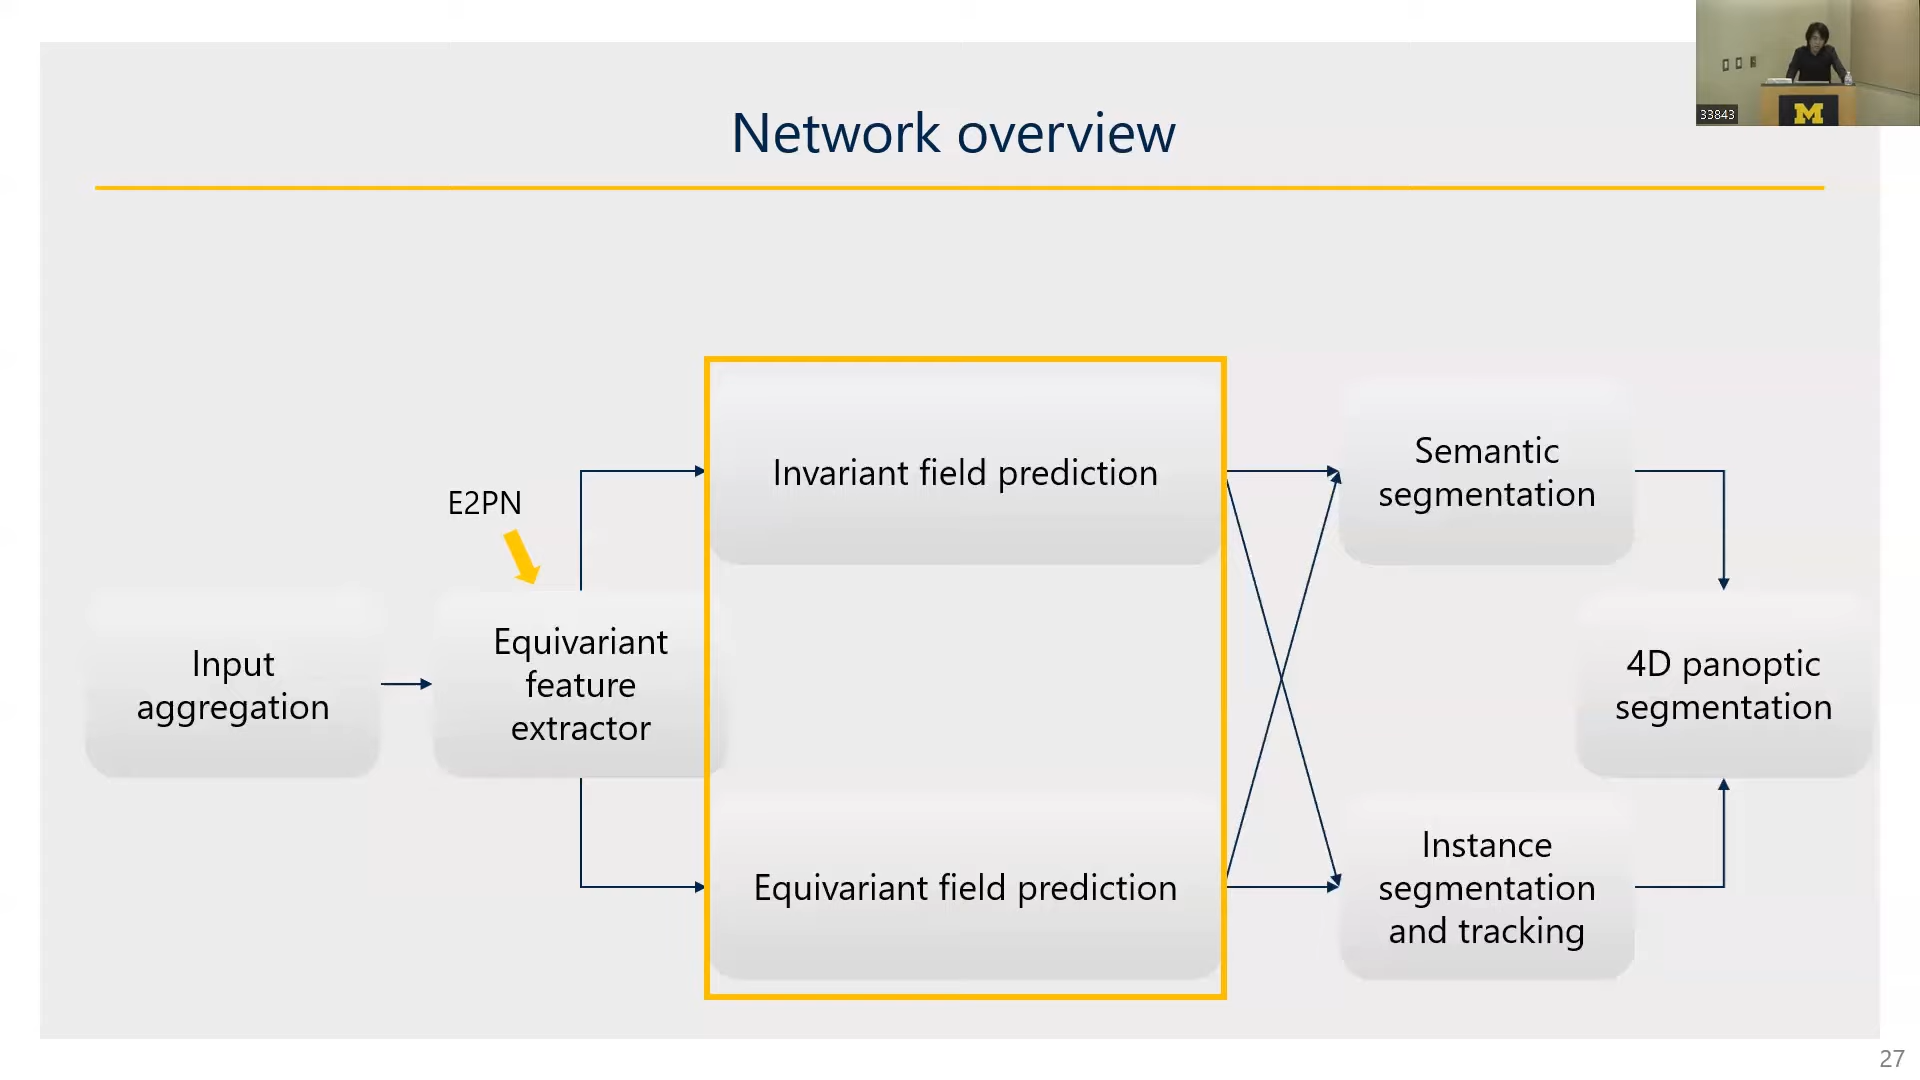 33843
M
Network overview
Invariant field prediction
Semantic
segmentation
E2PN
Input
aggregation
Equivariant
feature
extractor
4D panoptic
segmentation
Equivariant field prediction
Instance
segmentation
and tracking
27